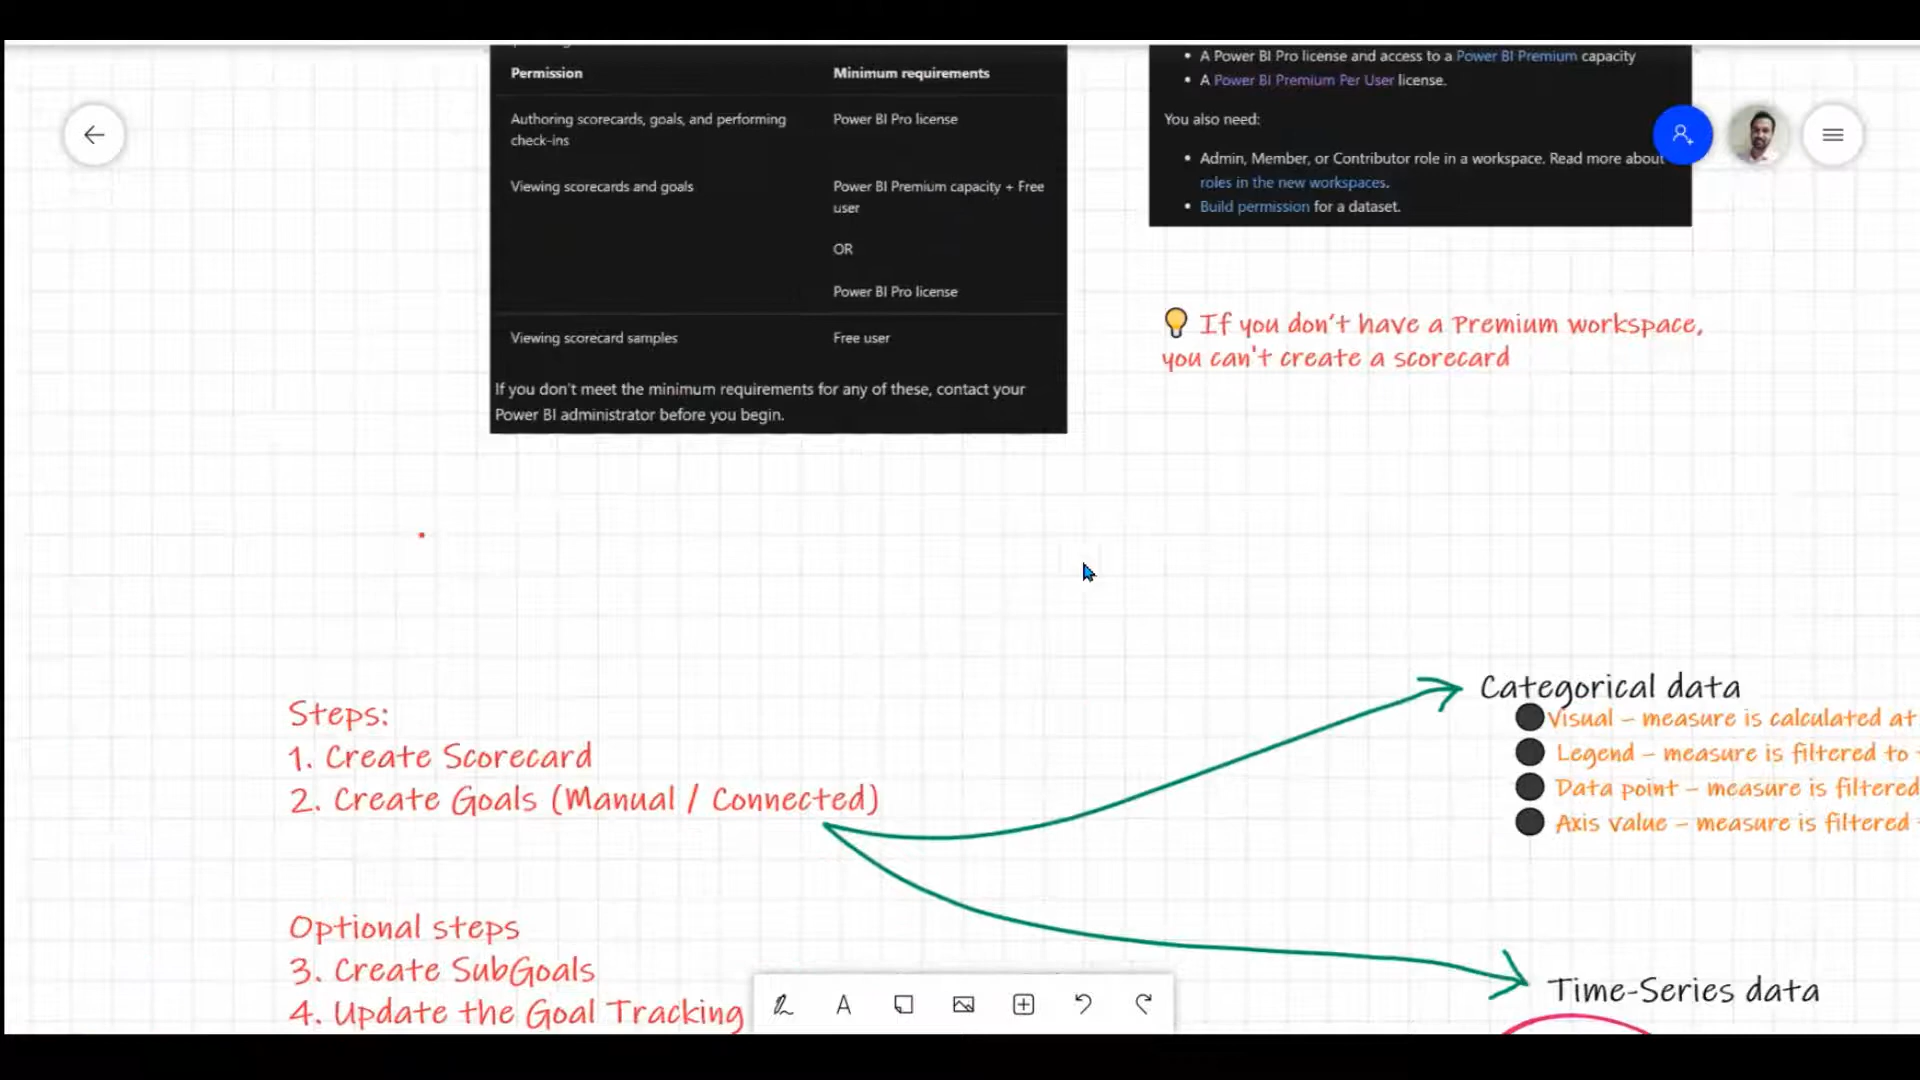 Permission Minimum requirements
Authoring scorecards, goals, and performing
check-ins
Power BI Pro license
Viewing scorecards and goals
Power BI Premium capacity + Free
user
OR
Power BI Pro license
Viewing scorecard samples
Free user
If you don't meet the minimum requirements for any of these, contact your
Power BI administrator before you begin.
• A Power BI Pro license and access to a Power BI Premium capacity
• A Power BI Premium Per User license.
You also need:
• Admin, Member, or Contributor role in a workspace. Read more about
roles in the new workspaces.
• Build permission for a dataset.
💡 If you don't have a Premium workspace,
you can't create a scorecard
Steps:
1. Create Scorecard
2. Create Goals (Manual / Connected)
Optional steps
3. Create SubGoals
4. Update the Goal Tracking
Categorical data
Visual – measure is calculated at
Legend – measure is filtered to
Data point – measure is filtered
Axis value – measure is filtered
Time-Series data